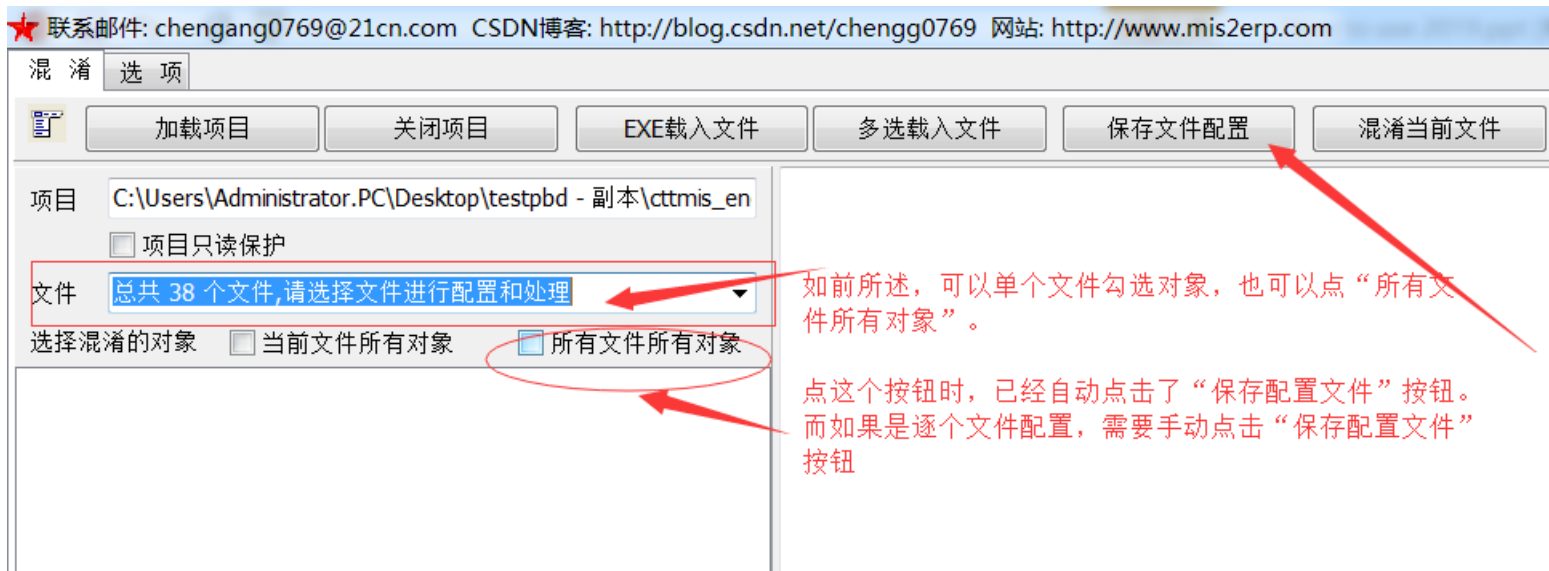 联系邮件: chengang0769@21cn.com CSDN博客: http://blog.csdn.net/chengg0769 网站: http://www.mis2erp.com
混 淆 选 项
加载项目 关闭项目 EXE载入文件 多选载入文件 保存文件配置 混淆当前文件
项目 C:\Users\Administrator.PC\Desktop\testpbd - 副本\cttmis_en
项目只读保护
文件 总共 38 个文件,请选择文件进行配置和处理
选择混淆的对象 当前文件所有对象 所有文件所有对象
如前所述，可以单个文件勾选对象，也可以点“所有文
件所有对象”。
点这个按钮时，已经自动点击了“保存配置文件”按钮。
而如果是逐个文件配置，需要手动点击“保存配置文件”
按钮